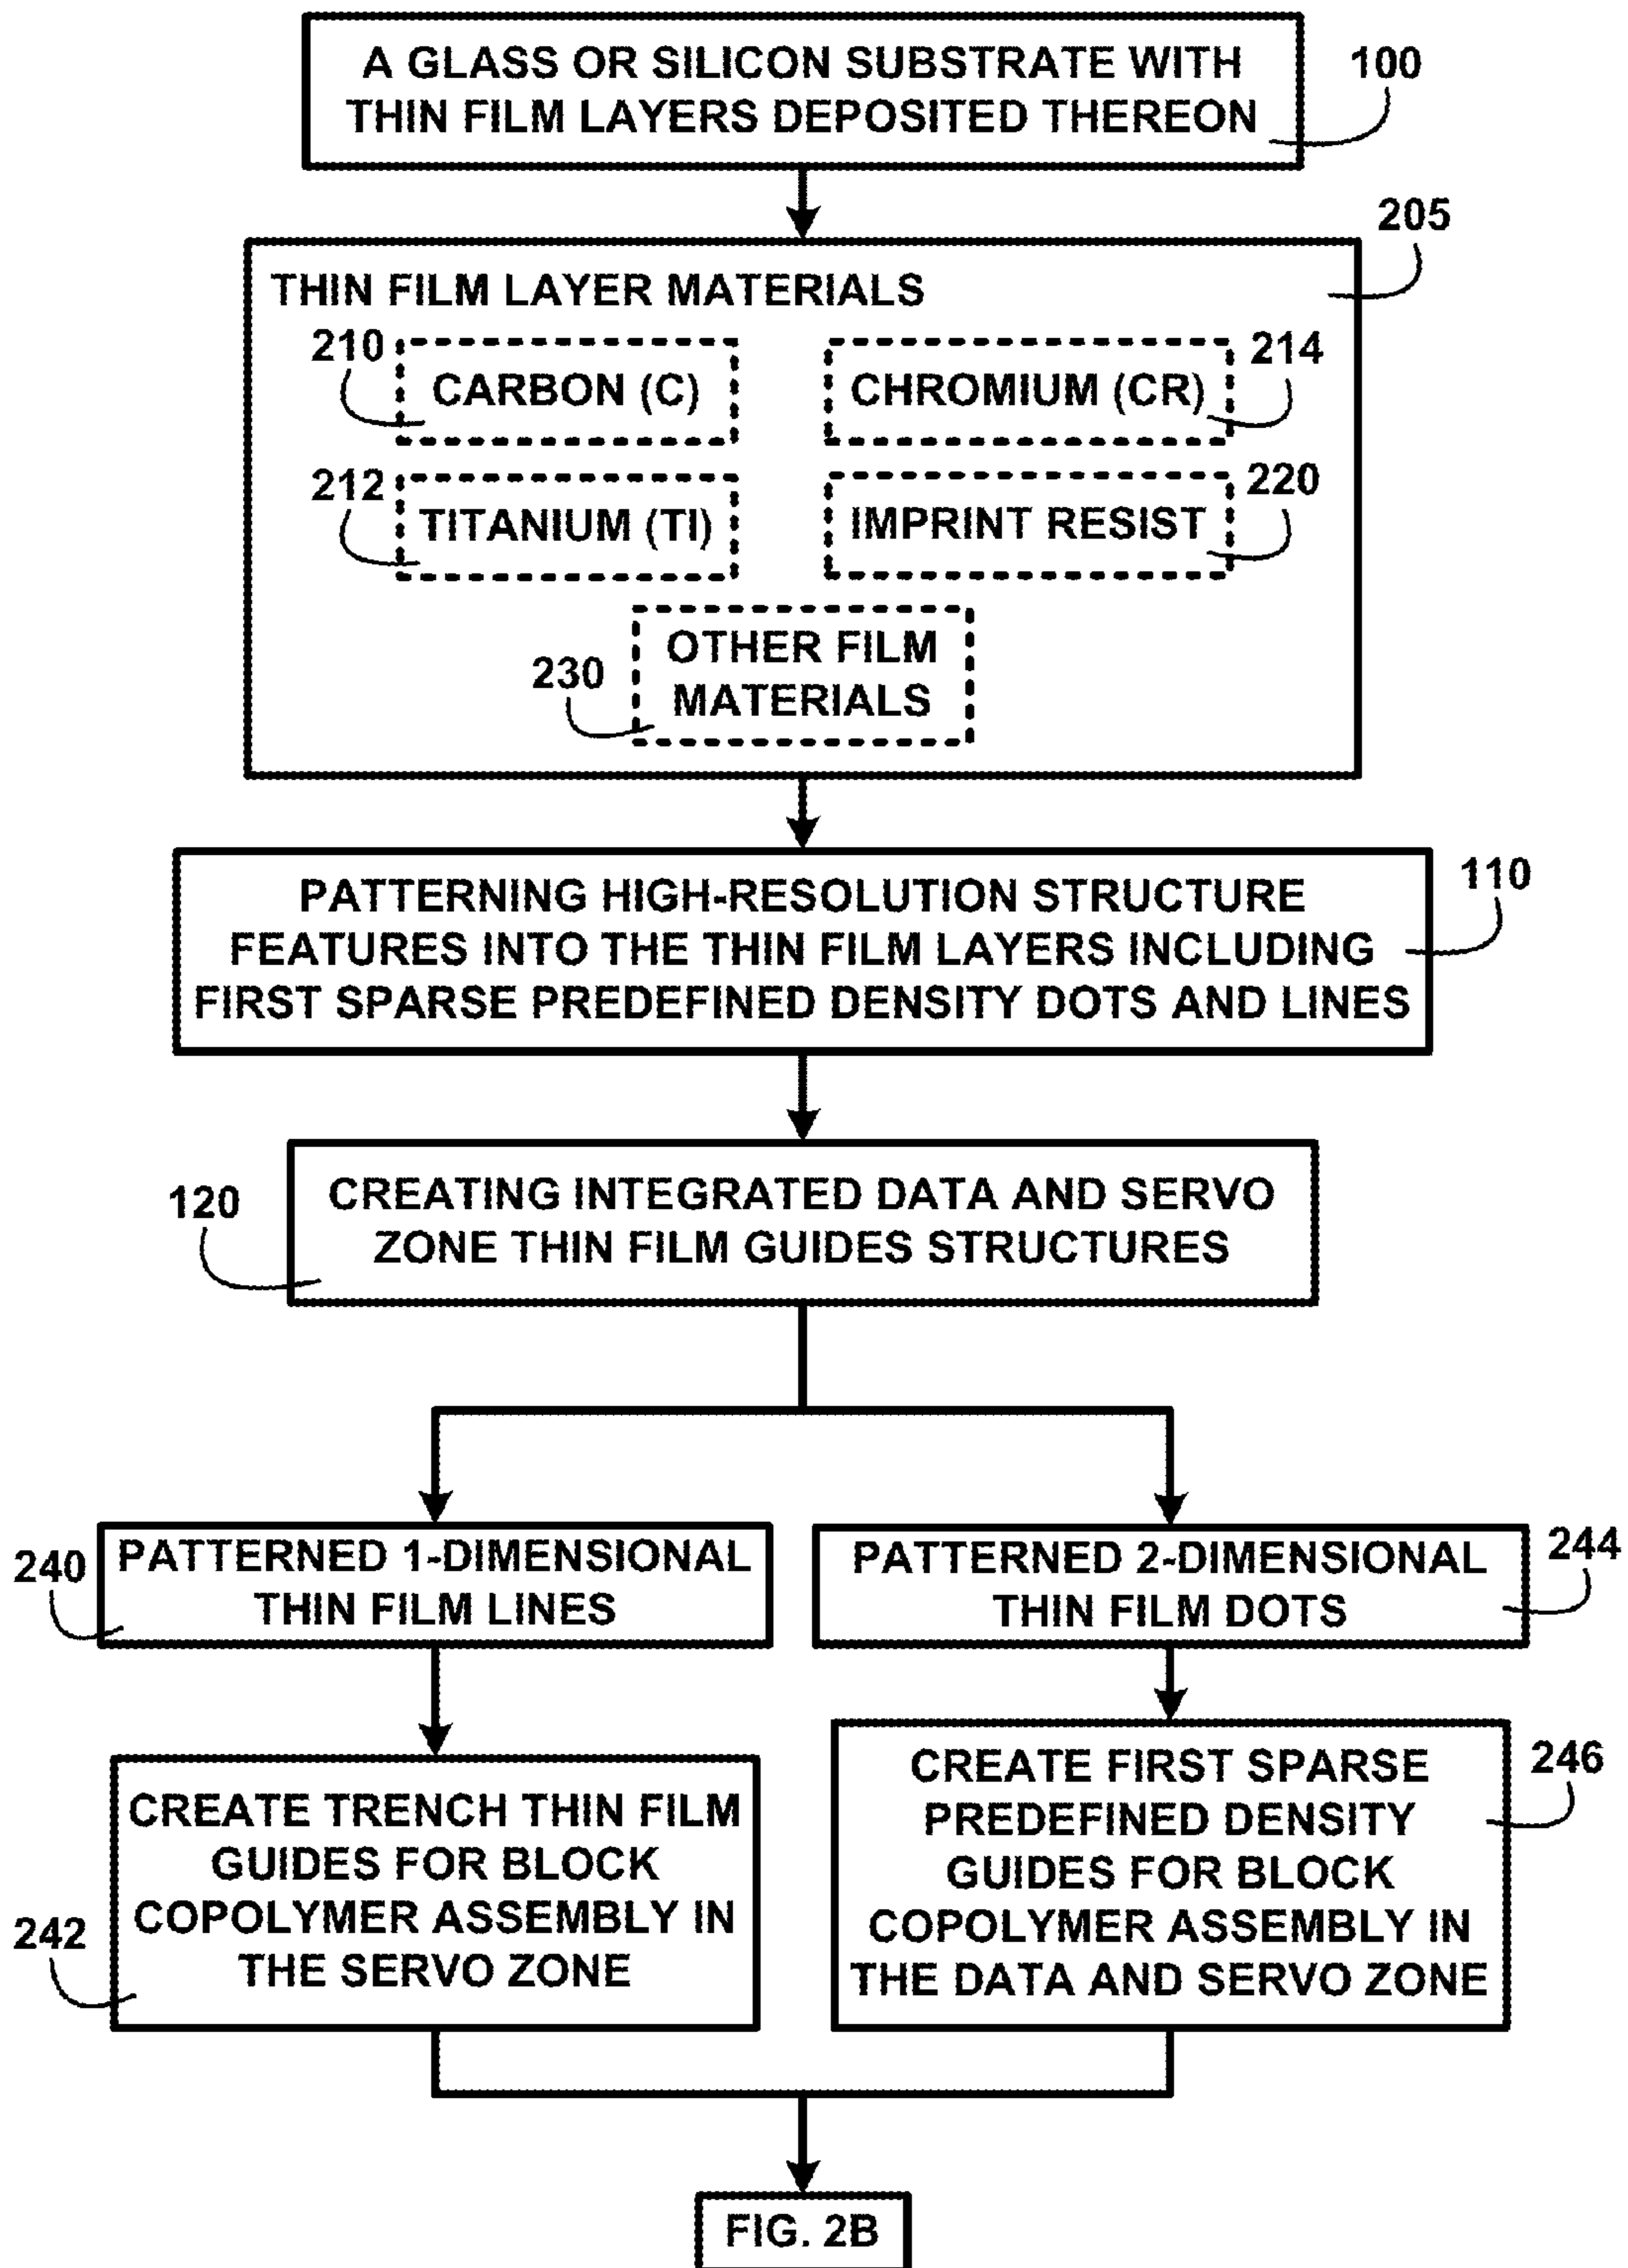 A GLASS OR SILICON SUBSTRATE WITH
THIN FILM LAYERS DEPOSITED THEREON
100
205
THIN FILM LAYER MATERIALS
210
CARBON (C)
CHROMIUM (CR)
214
212
TITANIUM (TI)
IMPRINT RESIST
220
230
OTHER FILM
MATERIALS
PATTERNING HIGH-RESOLUTION STRUCTURE
FEATURES INTO THE THIN FILM LAYERS INCLUDING
FIRST SPARSE PREDEFINED DENSITY DOTS AND LINES
110
120
CREATING INTEGRATED DATA AND SERVO
ZONE THIN FILM GUIDES STRUCTURES
240
PATTERNED 1-DIMENSIONAL
THIN FILM LINES
PATTERNED 2-DIMENSIONAL
THIN FILM DOTS
244
242
CREATE TRENCH THIN FILM
GUIDES FOR BLOCK
COPOLYMER ASSEMBLY IN
THE SERVO ZONE
CREATE FIRST SPARSE
PREDEFINED DENSITY
GUIDES FOR BLOCK
COPOLYMER ASSEMBLY IN
THE DATA AND SERVO ZONE
246
FIG. 2B